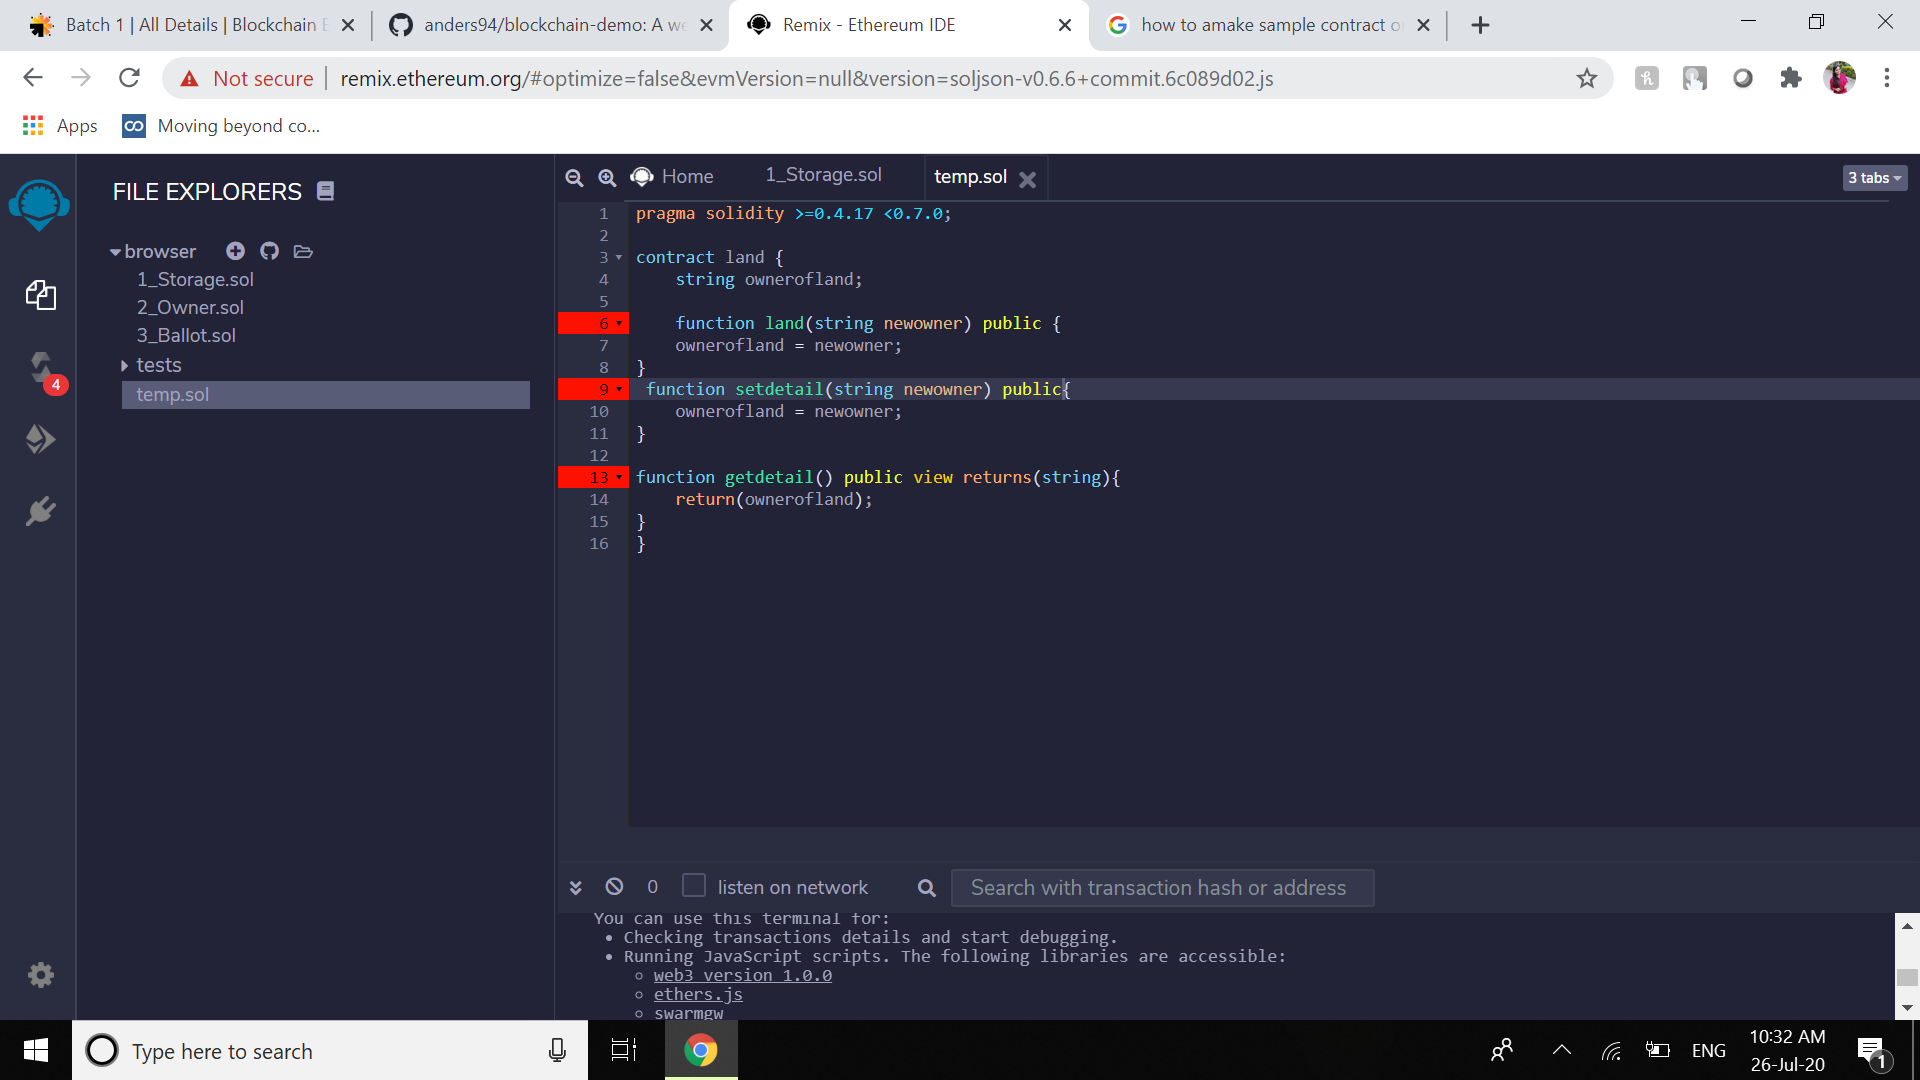 Batch 1 | All Details | Blockchain E
anders94/blockchain-demo: A we
Remix - Ethereum IDE
how to amake sample contract o
Not secure
remix.ethereum.org/#optimize=false&evmVersion=null&version=soljson-v0.6.6+commit.6c089d02.js
Apps
Moving beyond co...
FILE EXPLORERS
browser
1_Storage.sol
2_Owner.sol
3_Ballot.sol
tests
temp.sol
4
Home
1_Storage.sol
temp.sol
3 tabs
1 pragma solidity >=0.4.17 <0.7.0;
2
3 contract land {
4 string ownerofland;
5
6 function land(string newowner) public {
7 ownerofland = newowner;
8 }
9 function setdetail(string newowner) public{
10 ownerofland = newowner;
11 }
12
13 function getdetail() public view returns(string){
14 return(ownerofland);
15 }
16 }
0
listen on network
Search with transaction hash or address
You can use this terminal for:
• Checking transactions details and start debugging.
• Running JavaScript scripts. The following libraries are accessible:
web3 version 1.0.0
ethers.js
swarmgw
Type here to search
ENG
10:32 AM
26-Jul-20
1